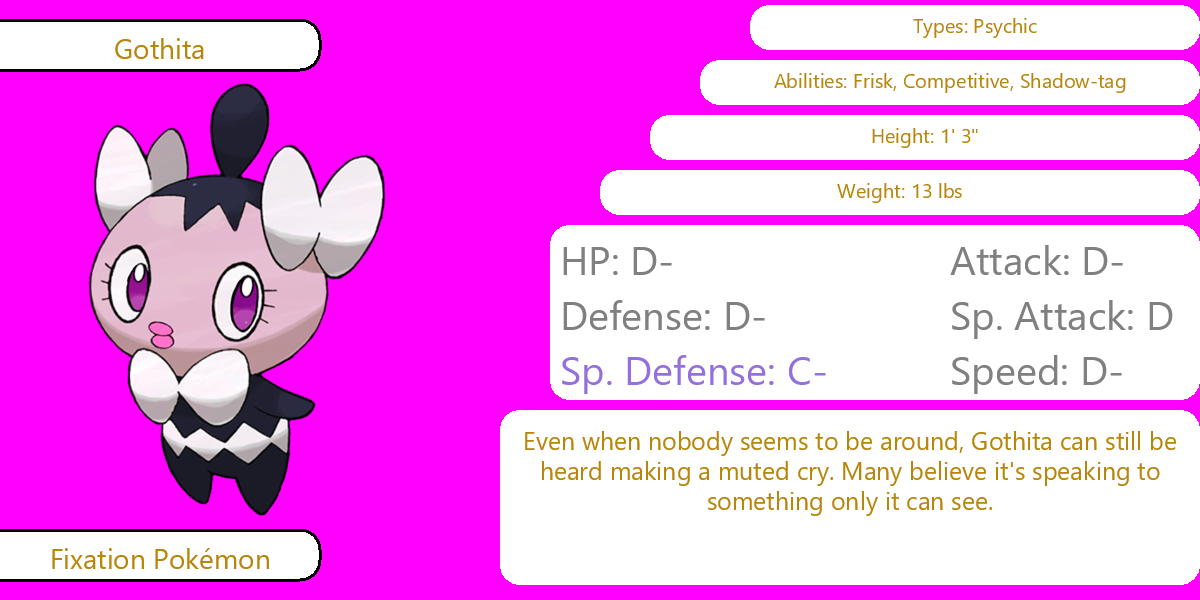 Gothita
Types: Psychic
Abilities: Frisk, Competitive, Shadow-tag
Height: 1' 3"
Weight: 13 lbs
HP: D-
Attack: D-
Defense: D-
Sp. Attack: D
Sp. Defense: C-
Speed: D-
Even when nobody seems to be around, Gothita can still be
heard making a muted cry. Many believe it's speaking to
something only it can see.
Fixation Pokémon